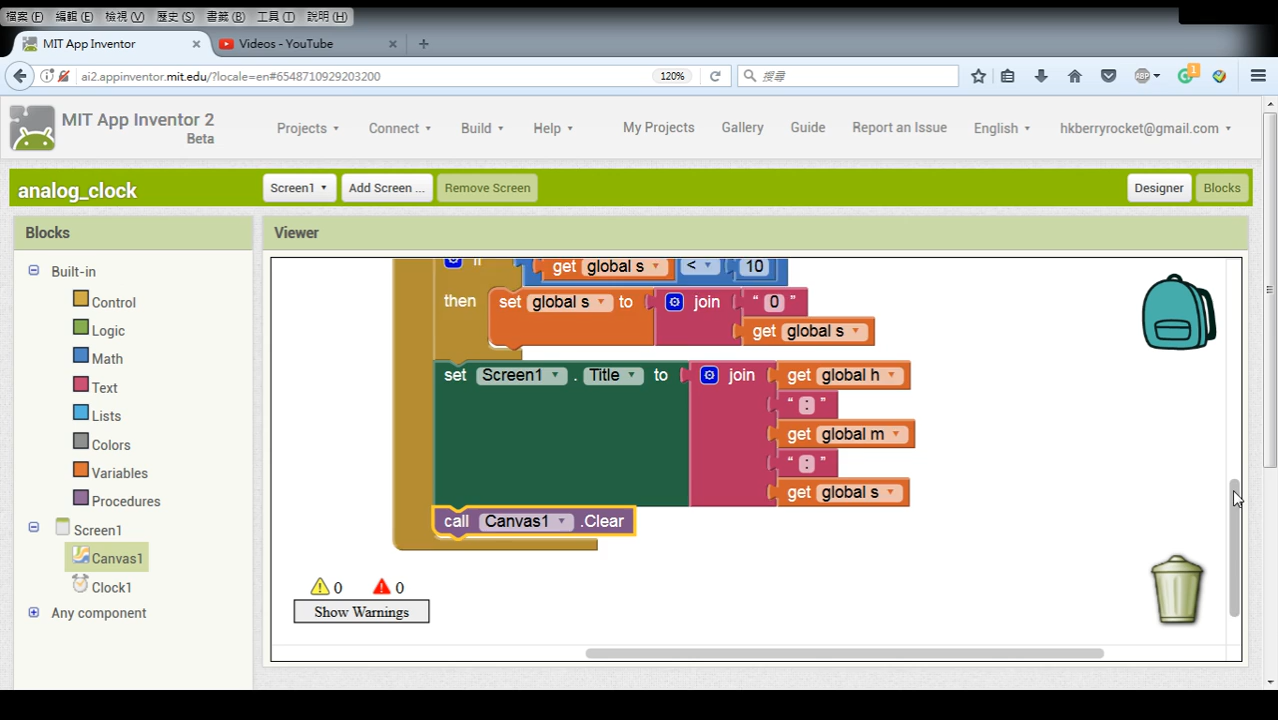 檔案(F) 編輯(E) 檢視(V) 歷史(S) 書籤(B) 工具(T) 說明(H)
MIT App Inventor × Videos - YouTube × +
ai2.appinventor.mit.edu/?locale=en#6548710929203200 120% 搜尋 ABP 1
MIT App Inventor 2
Beta
Projects Connect Build Help My Projects Gallery Guide Report an Issue English hkberryrocket@gmail.com
analog_clock Screen1 Add Screen ... Remove Screen Designer Blocks
Blocks
Viewer
Built-in
Control
Logic
Math
Text
Lists
Colors
Variables
Procedures
Screen1
Canvas1
Clock1
Any component
if get global s < 10
then set global s to join “ 0 ”
get global s
set Screen1 . Title to join get global h
“ : ”
get global m
“ : ”
get global s
call Canvas1 .Clear
0 0
Show Warnings